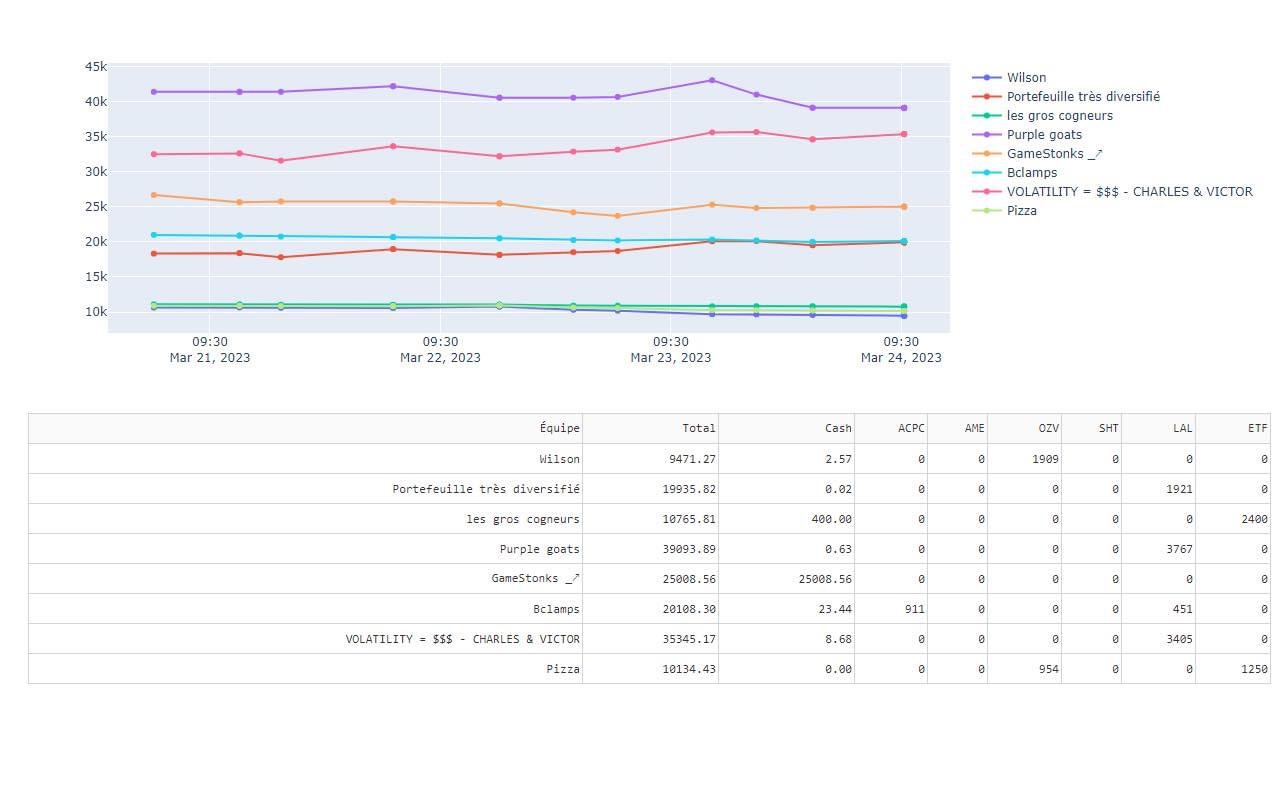 45k
40k
35k
30k
25k
20k
15k
10k
09:30 09:30 09:30 09:30
Mar 21, 2023 Mar 22, 2023 Mar 23, 2023 Mar 24, 2023
Wilson
Portefeuille très diversifié
les gros cogneurs
Purple goats
GameStonks _↗
Bclamps
VOLATILITY = $$$ - CHARLES & VICTOR
Pizza
Équipe Total Cash ACPC AME OZV SHT LAL ETF
Wilson 9471.27 2.57 0 0 1909 0 0 0
Portefeuille très diversifié 19935.82 0.02 0 0 0 0 1921 0
les gros cogneurs 10765.81 400.00 0 0 0 0 0 2400
Purple goats 39093.89 0.63 0 0 0 0 3767 0
GameStonks _↗ 25008.56 25008.56 0 0 0 0 0 0
Bclamps 20108.30 23.44 911 0 0 0 451 0
VOLATILITY = $$$ - CHARLES & VICTOR 35345.17 8.68 0 0 0 0 3405 0
Pizza 10134.43 0.00 0 0 954 0 0 1250